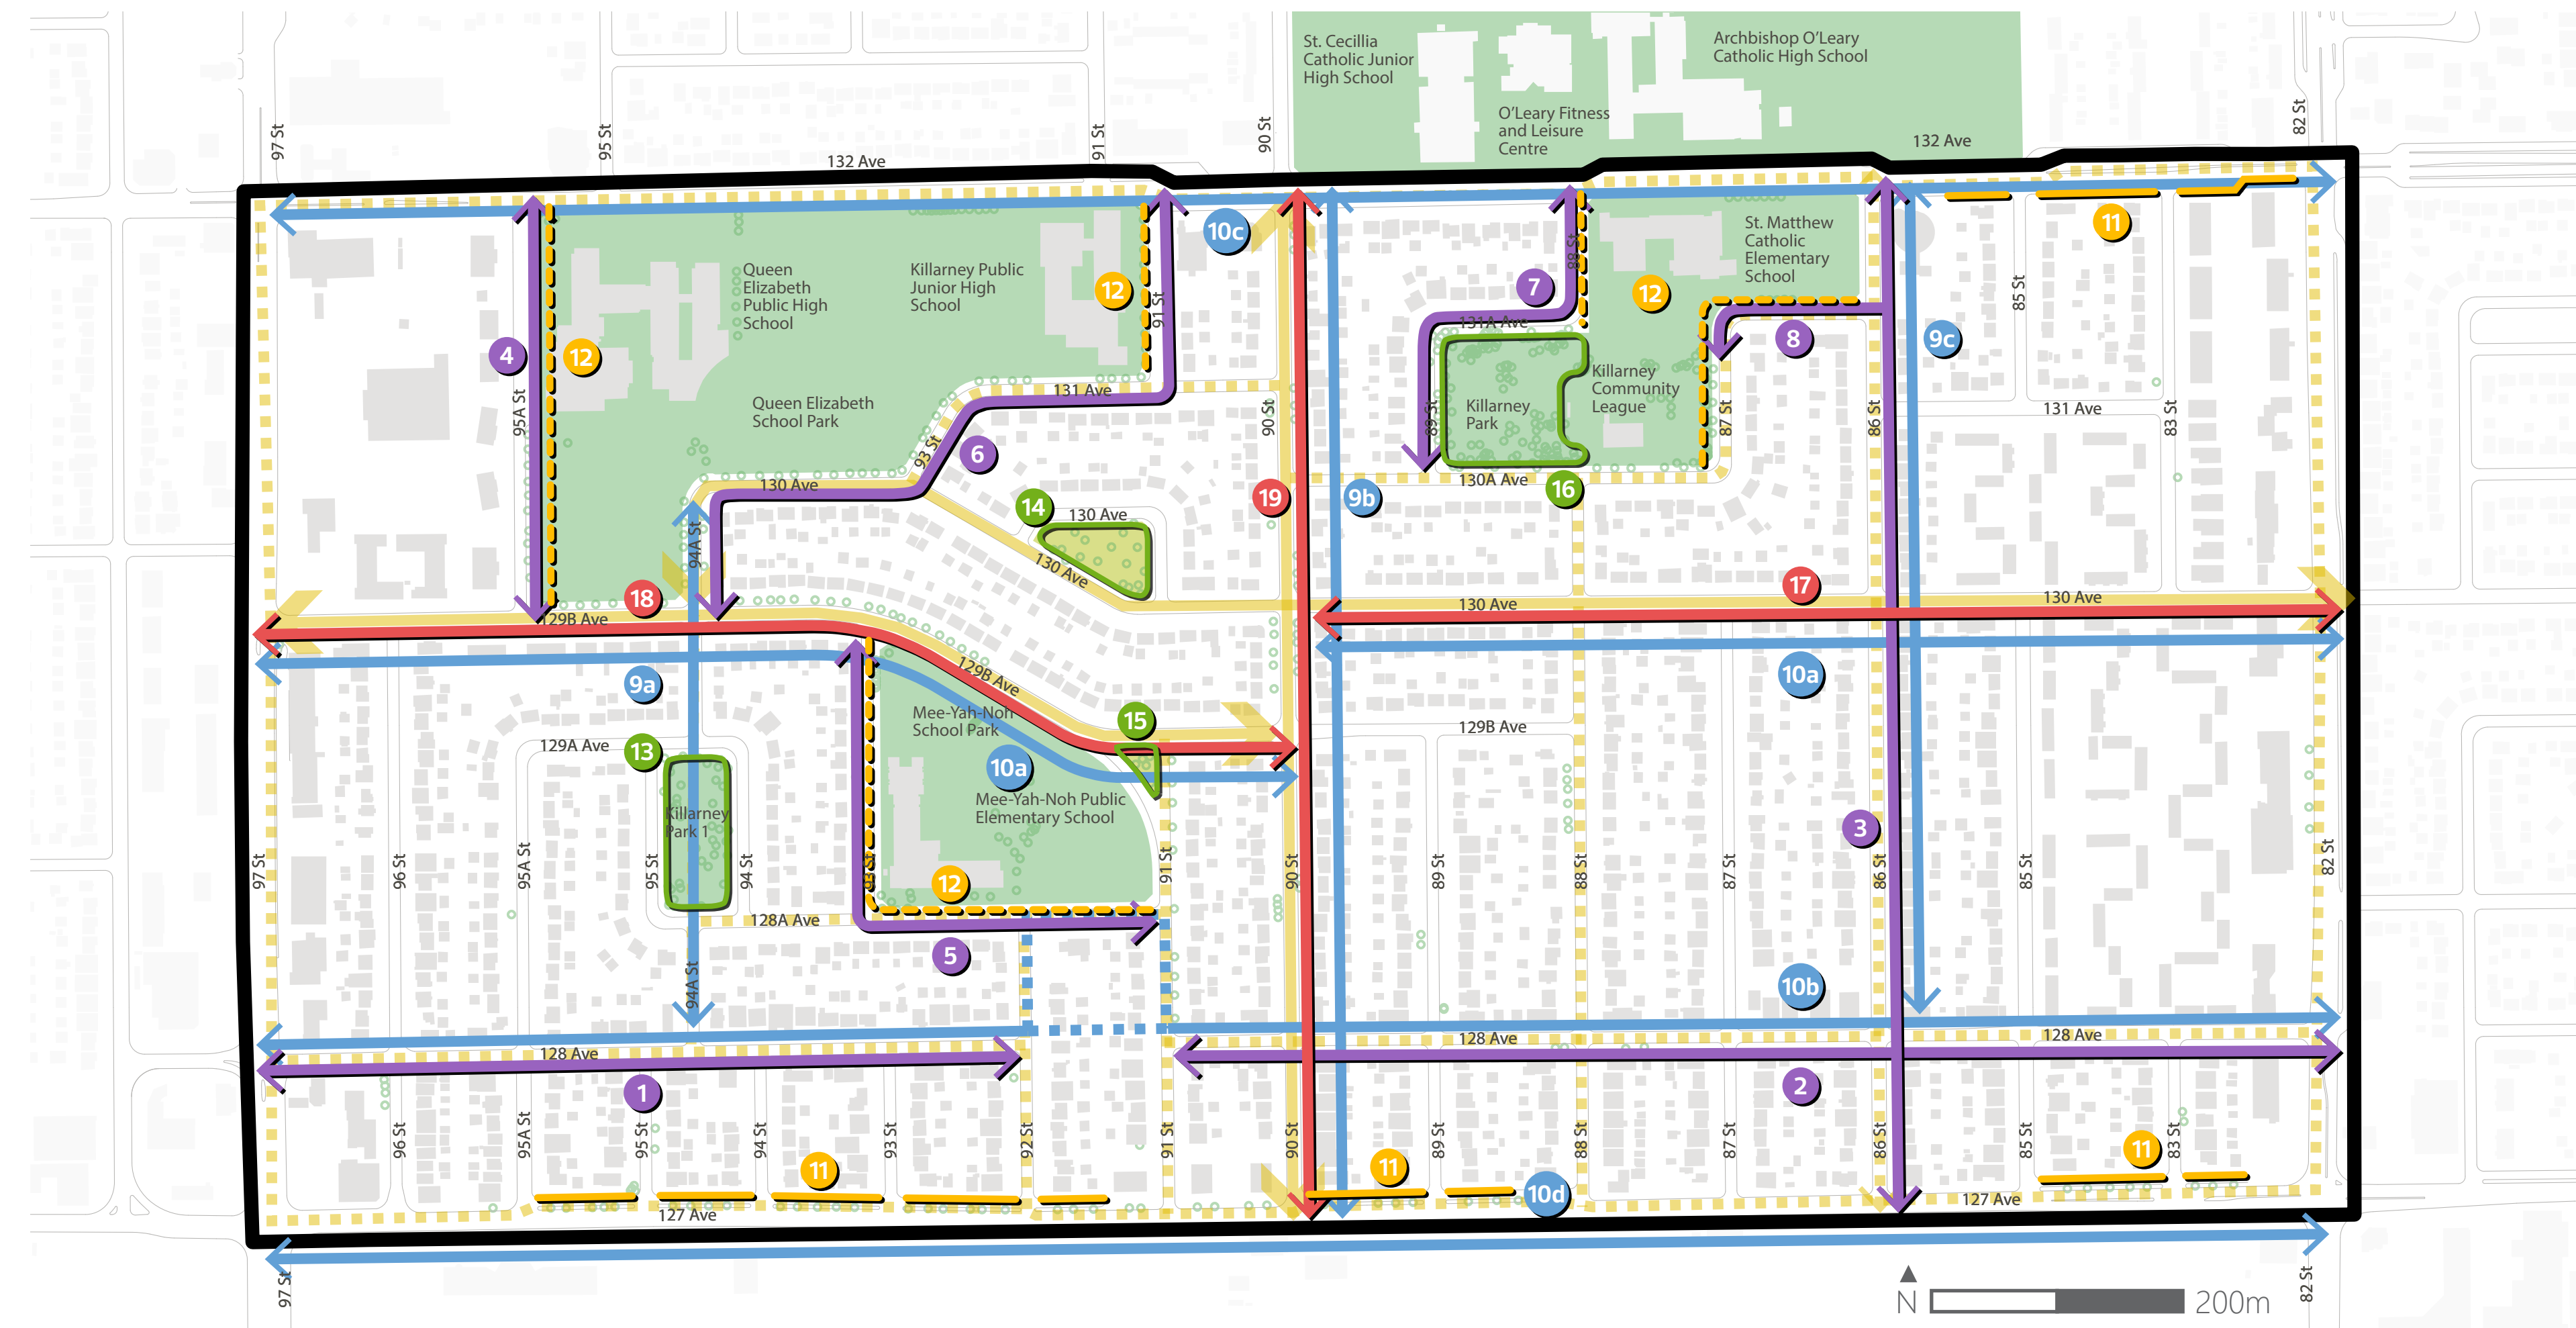 St. Cecillia
Catholic Junior
High School
Archbishop O'Leary
Catholic High School
O'Leary Fitness
and Leisure
Centre
97 St
95 St
91 St
90 St
82 St
132 Ave
132 Ave
10c
11
Queen
Elizabeth
Public High
School
Killarney Public
Junior High
School
12
91 St
88 St
7
12
St. Matthew
Catholic
Elementary
School
85 St
4
12
131A Ave
8
9c
95A St
Queen Elizabeth
School Park
131 Ave
90 St
89 St
Killarney
Park
Killarney
Community
League
87 St
86 St
131 Ave
83 St
93 St
6
130 Ave
94A St
14
130 Ave
130 Ave
19
9b
130A Ave
16
18
129B Ave
130 Ave
17
130 Ave
9a
129B Ave
10a
Mee-Yah-Noh
School Park
15
129B Ave
129A Ave
13
10a
Mee-Yah-Noh Public
Elementary School
Killarney
Park 1
3
97 St
96 St
95A St
95 St
94 St
93 St
12
91 St
90 St
89 St
88 St
87 St
86 St
85 St
82 St
128A Ave
5
94A St
10b
128 Ave
128 Ave
128 Ave
1
2
96 St
95A St
95 St
94 St
93 St
92 St
91 St
90 St
89 St
88 St
87 St
86 St
85 St
83 St
11
11
11
10d
127 Ave
127 Ave
97 St
82 St
N
200m